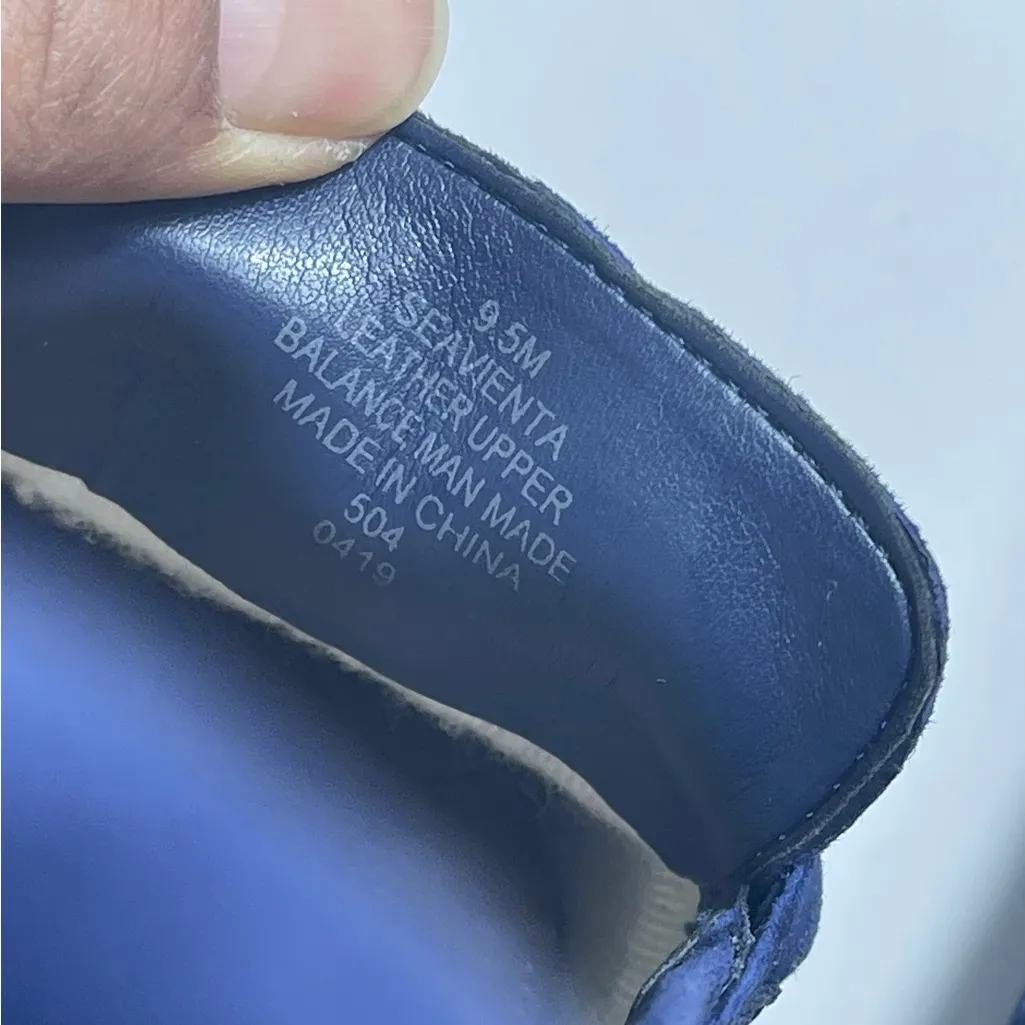 9.5M
SEAVIENTA
LEATHER UPPER
BALANCE MAN MADE
MADE IN CHINA
504
0419